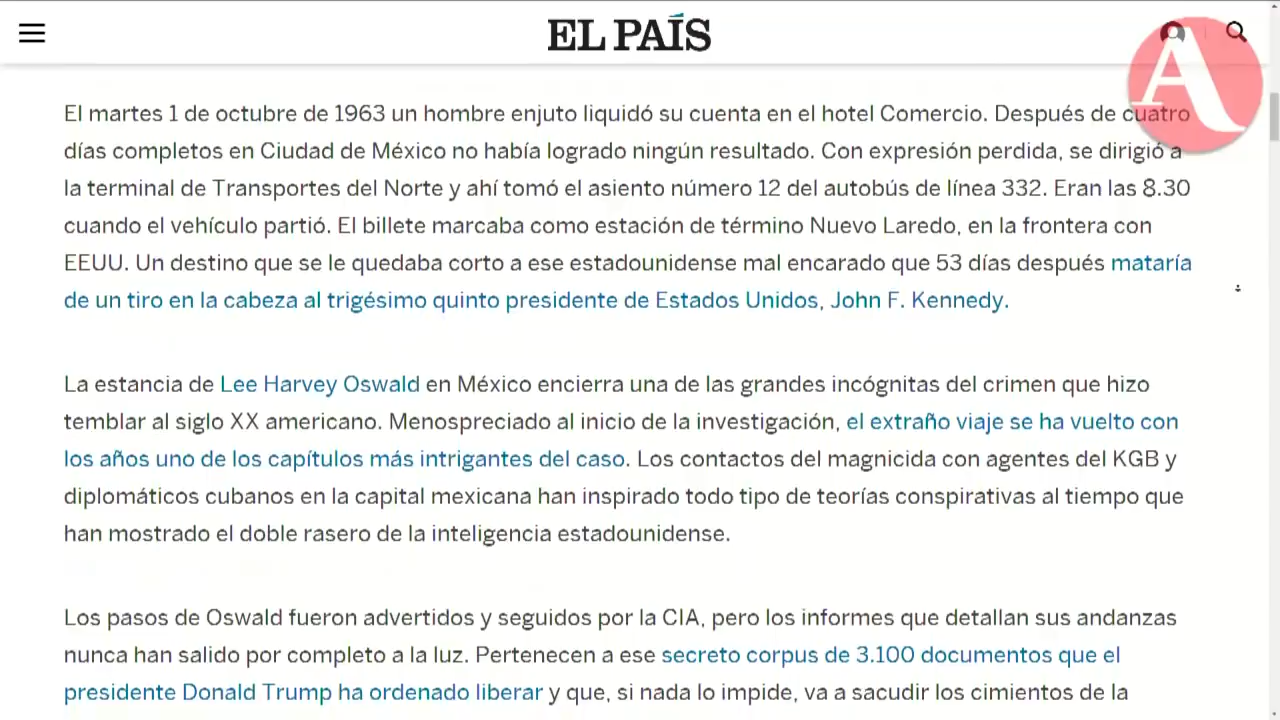 EL PAÍS
A
El martes 1 de octubre de 1963 un hombre enjuto liquidó su cuenta en el hotel Comercio. Después de cuatro
días completos en Ciudad de México no había logrado ningún resultado. Con expresión perdida, se dirigió a
la terminal de Transportes del Norte y ahí tomó el asiento número 12 del autobús de línea 332. Eran las 8.30
cuando el vehículo partió. El billete marcaba como estación de término Nuevo Laredo, en la frontera con
EEUU. Un destino que se le quedaba corto a ese estadounidense mal encarado que 53 días después mataría
de un tiro en la cabeza al trigésimo quinto presidente de Estados Unidos, John F. Kennedy.
La estancia de Lee Harvey Oswald en México encierra una de las grandes incógnitas del crimen que hizo
temblar al siglo XX americano. Menospreciado al inicio de la investigación, el extraño viaje se ha vuelto con
los años uno de los capítulos más intrigantes del caso. Los contactos del magnicida con agentes del KGB y
diplomáticos cubanos en la capital mexicana han inspirado todo tipo de teorías conspirativas al tiempo que
han mostrado el doble rasero de la inteligencia estadounidense.
Los pasos de Oswald fueron advertidos y seguidos por la CIA, pero los informes que detallan sus andanzas
nunca han salido por completo a la luz. Pertenecen a ese secreto corpus de 3.100 documentos que el
presidente Donald Trump ha ordenado liberar y que, si nada lo impide, va a sacudir los cimientos de la